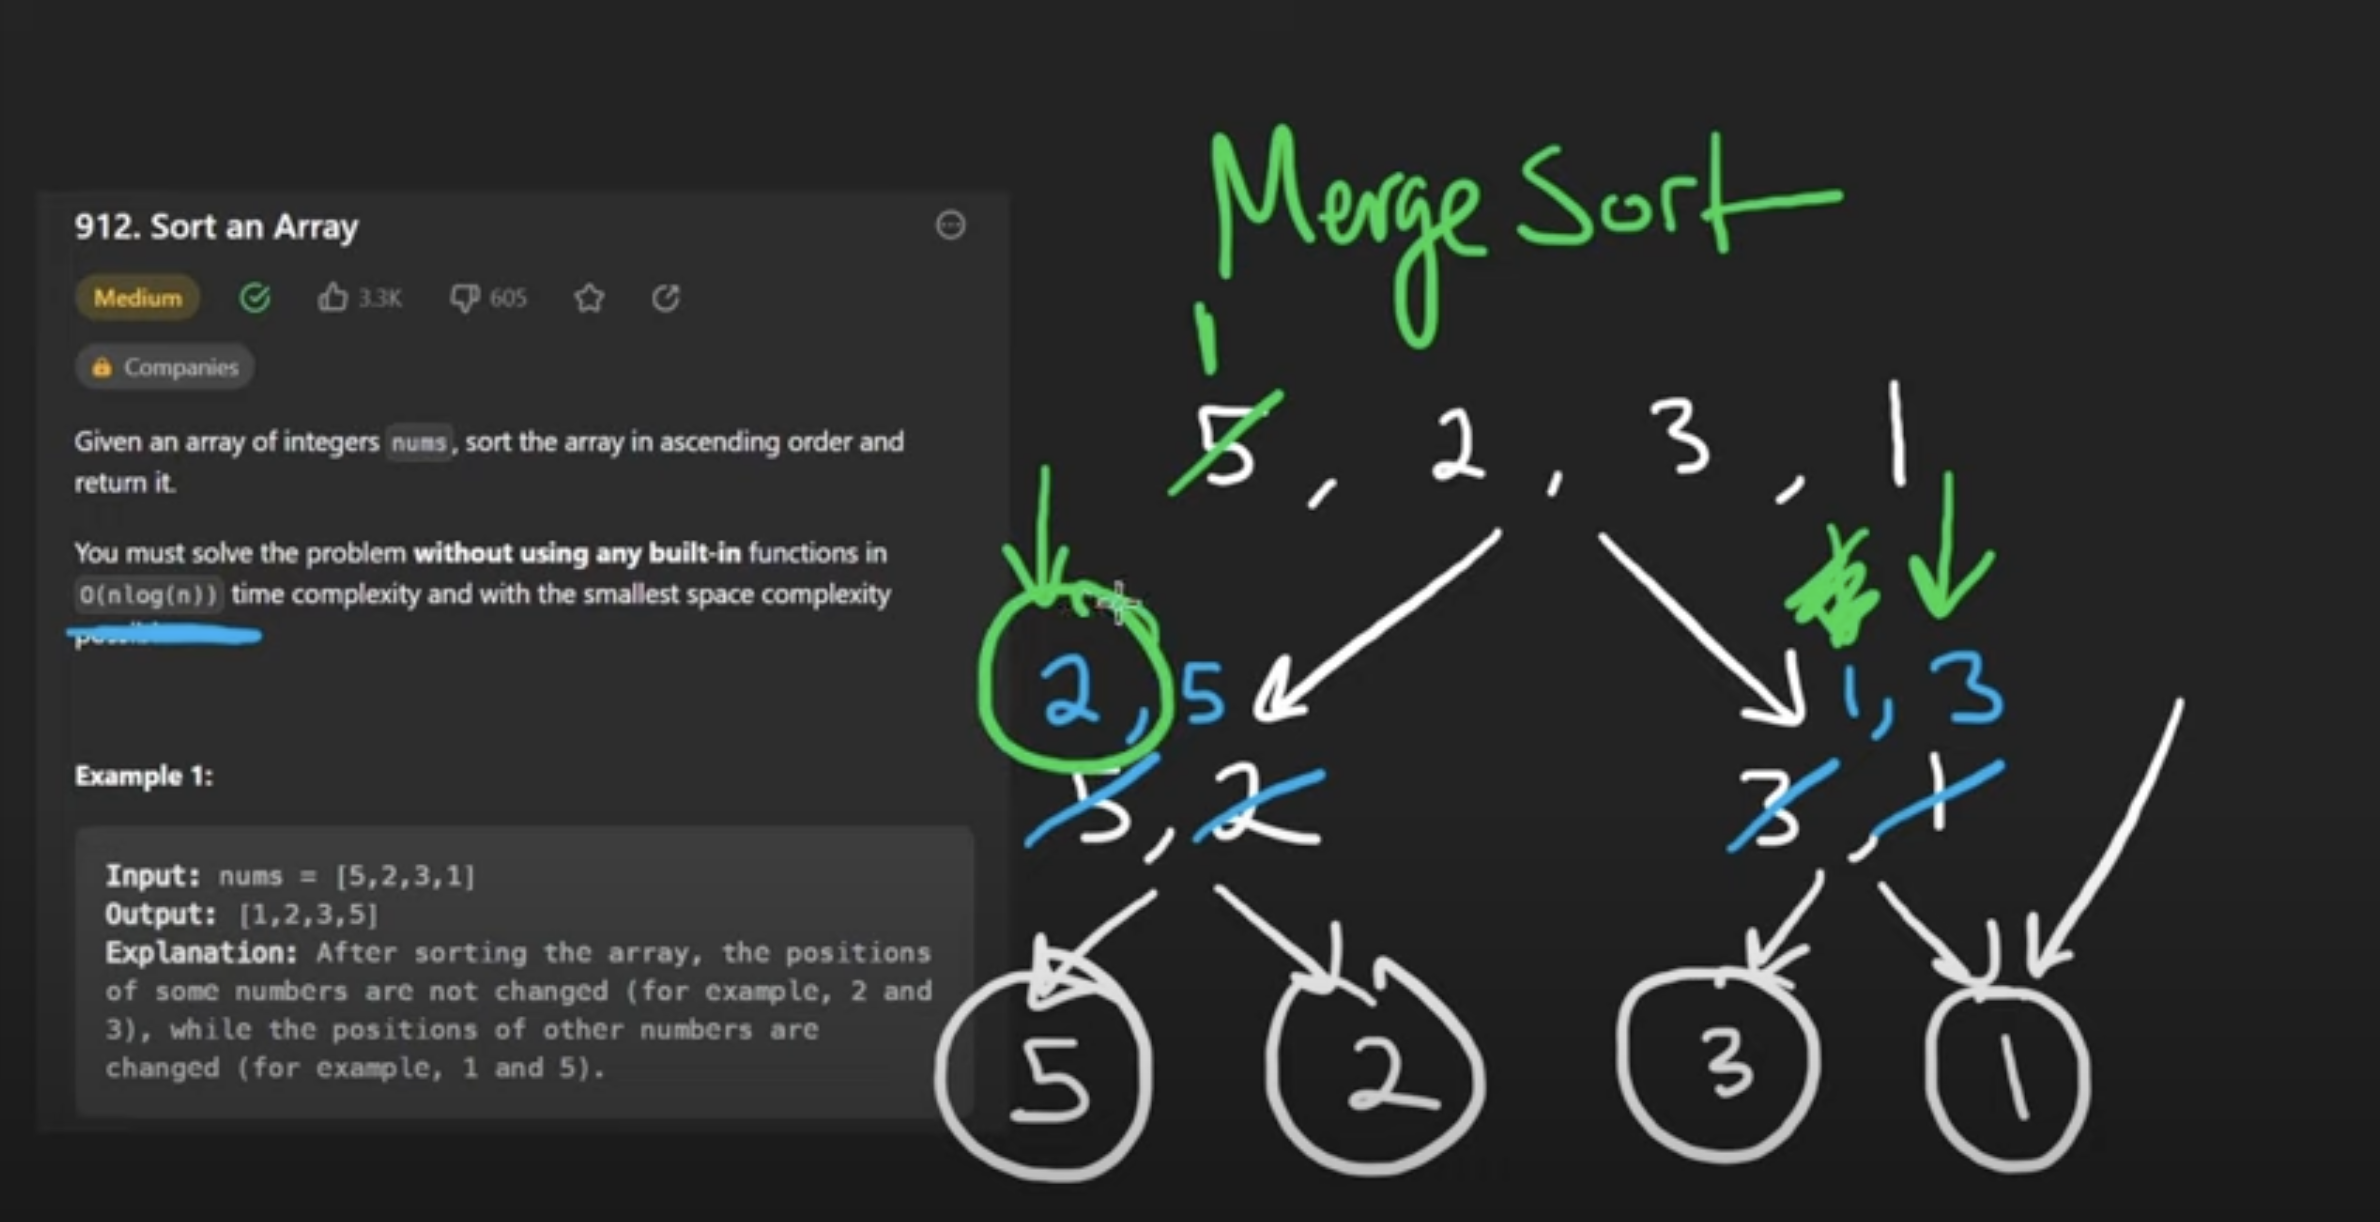 912. Sort an Array
Medium 3.3K 605
Companies
Given an array of integers nums, sort the array in ascending order and
return it.
You must solve the problem without using any built-in functions in
O(nlog(n)) time complexity and with the smallest space complexity
Example 1:
Input: nums = [5,2,3,1]
Output: [1,2,3,5]
Explanation: After sorting the array, the positions
of some numbers are not changed (for example, 2 and
3), while the positions of other numbers are
changed (for example, 1 and 5).
Merge Sort
1
5, 2, 3, 1
2, 5
1, 3
5, 2
3, 1
5
2
3
1